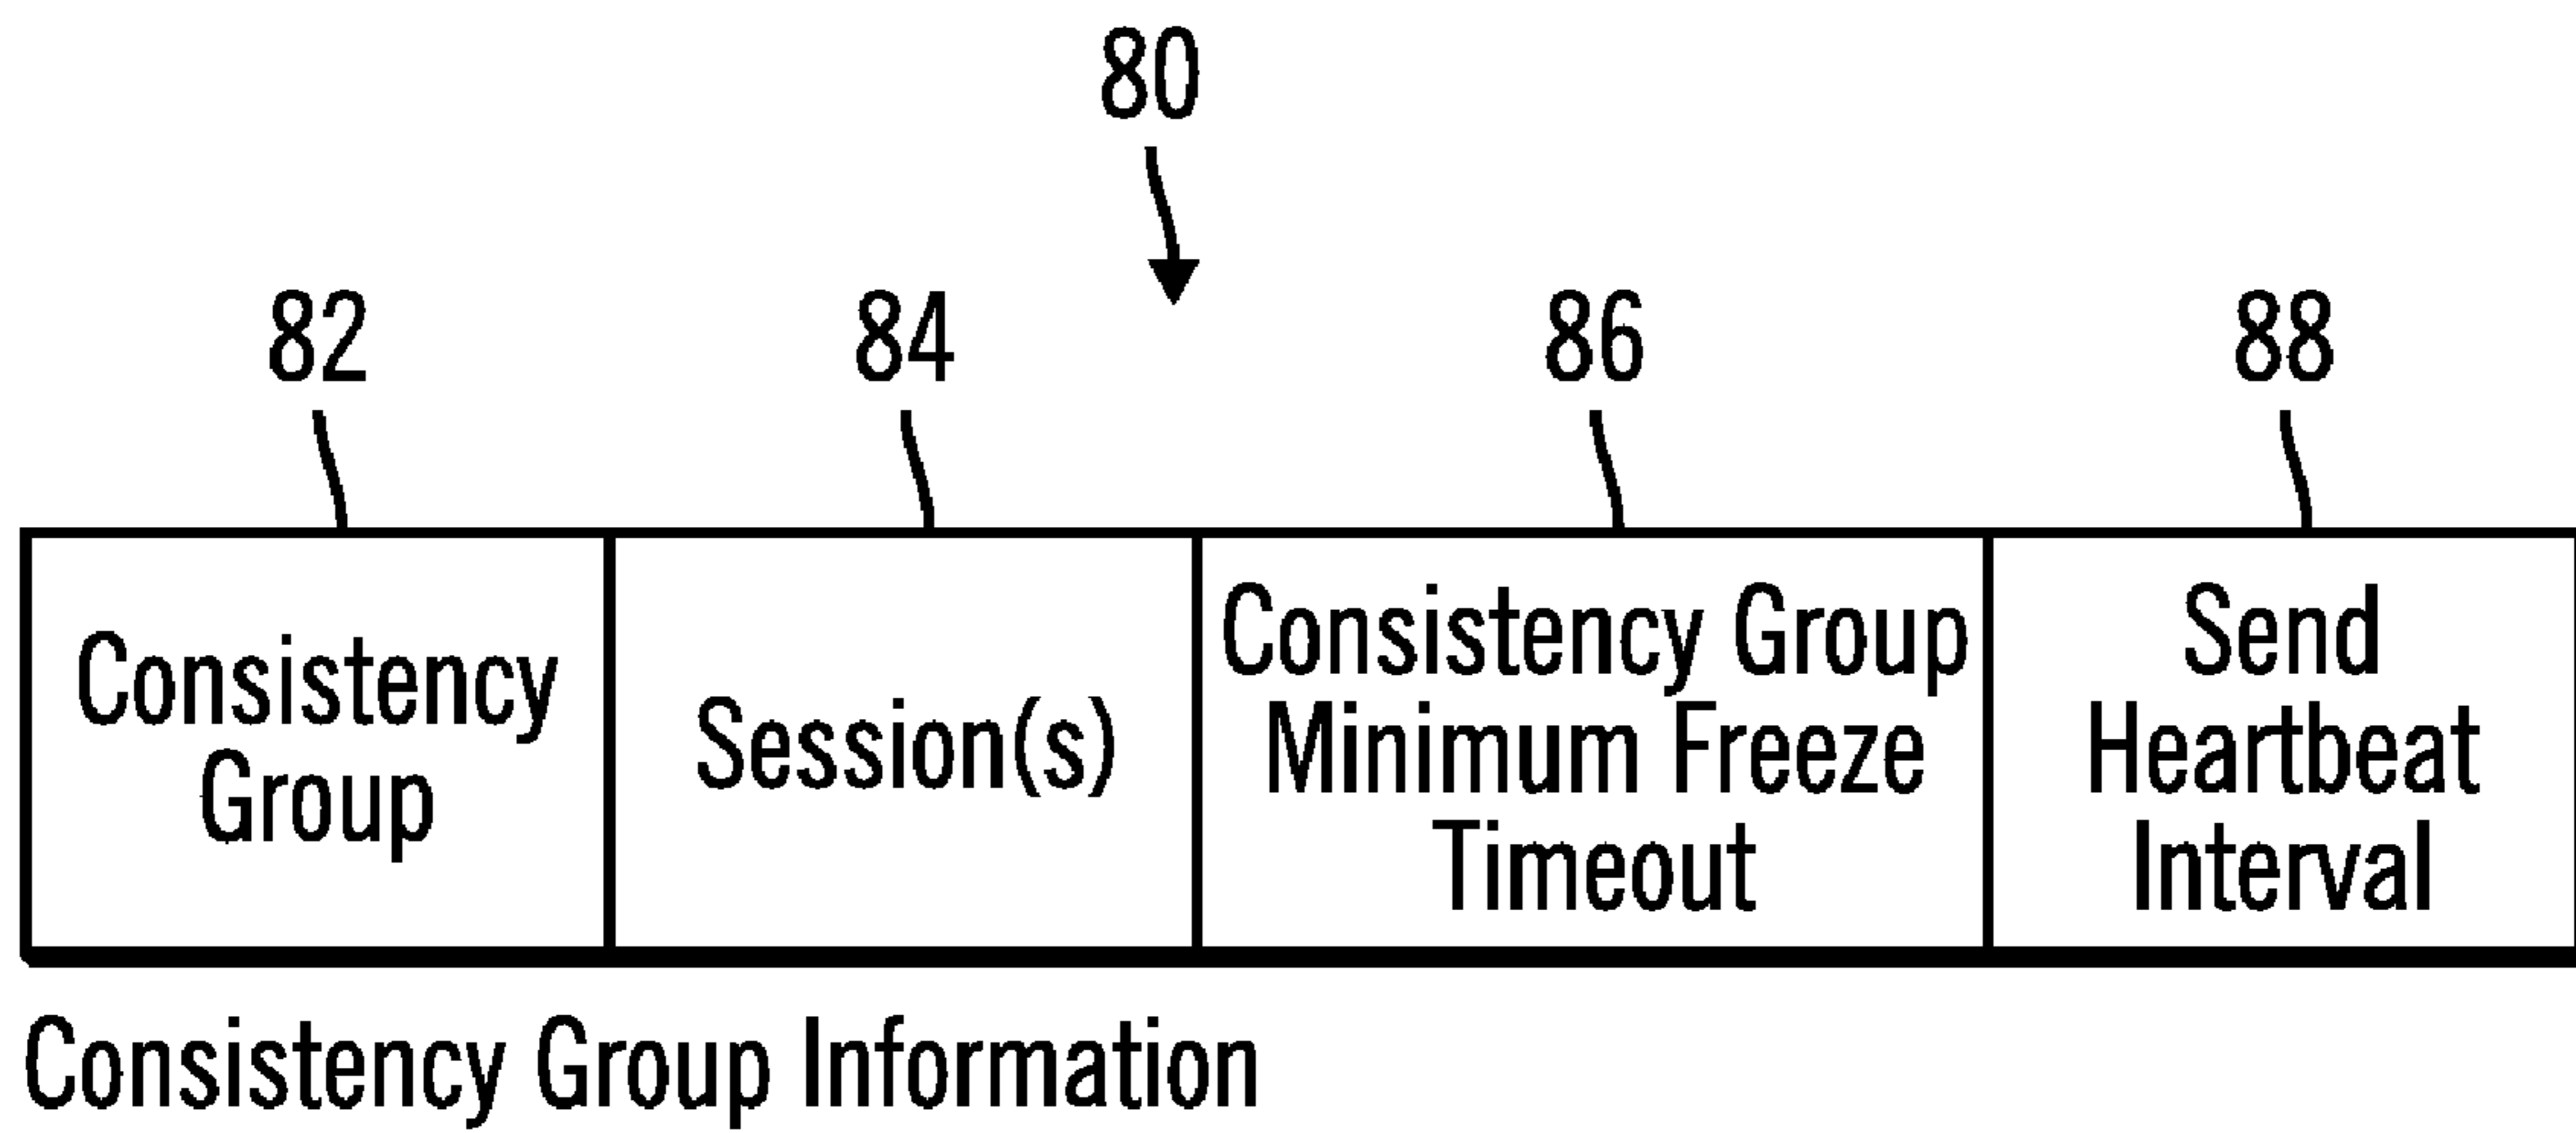 80
82
84
86
88
Consistency
Group
Session(s)
Consistency Group
Minimum Freeze
Timeout
Send
Heartbeat
Interval
Consistency Group Information